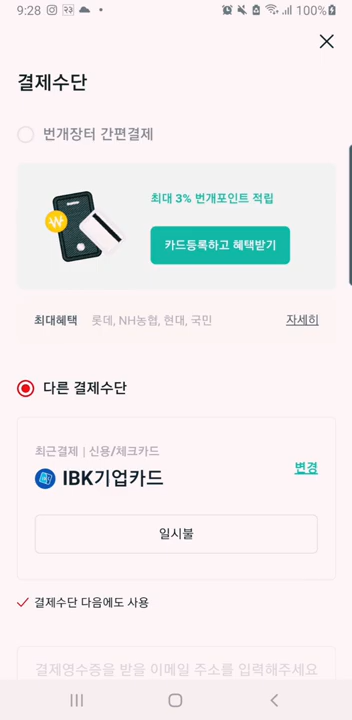 9:28
100%
결제수단
번개장터 간편결제
최대 3% 번개포인트 적립
카드등록하고 혜택받기
최대혜택 롯데, NH농협, 현대, 국민 자세히
다른 결제수단
최근결제 | 신용/체크카드
IBK기업카드 변경
일시불
결제수단 다음에도 사용
결제영수증을 받을 이메일 주소를 입력해주세요